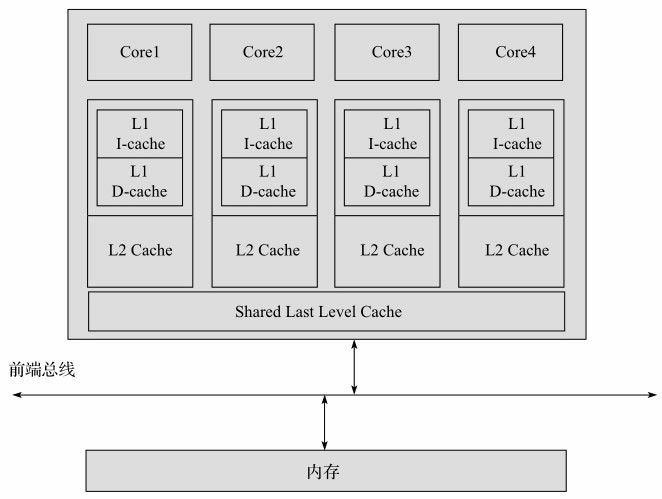 Core1
Core2
Core3
Core4
L1
I-cache
L1
D-cache
L2 Cache
L1
I-cache
L1
D-cache
L2 Cache
L1
I-cache
L1
D-cache
L2 Cache
L1
I-cache
L1
D-cache
L2 Cache
Shared Last Level Cache
前端总线
内存